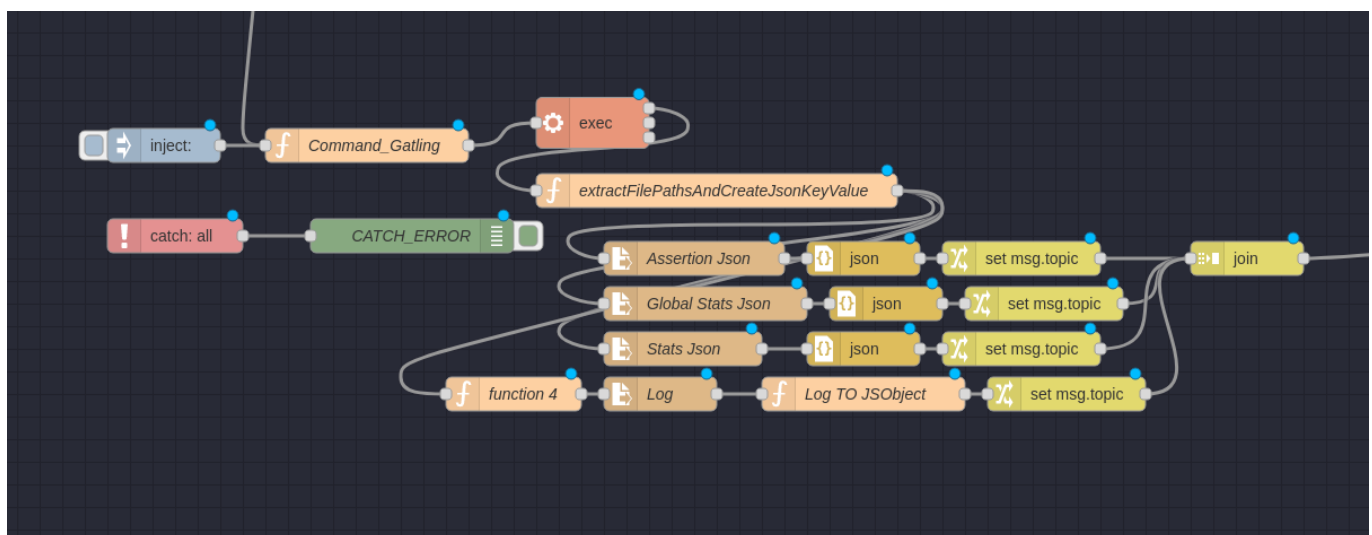 exec
inject:
Command_Gatling
extractFilePathsAndCreateJsonKeyValue
catch: all
CATCH_ERROR
Assertion Json
json
set msg.topic
join
Global Stats Json
json
set msg.topic
Stats Json
json
set msg.topic
function 4
Log
Log TO JSObject
set msg.topic